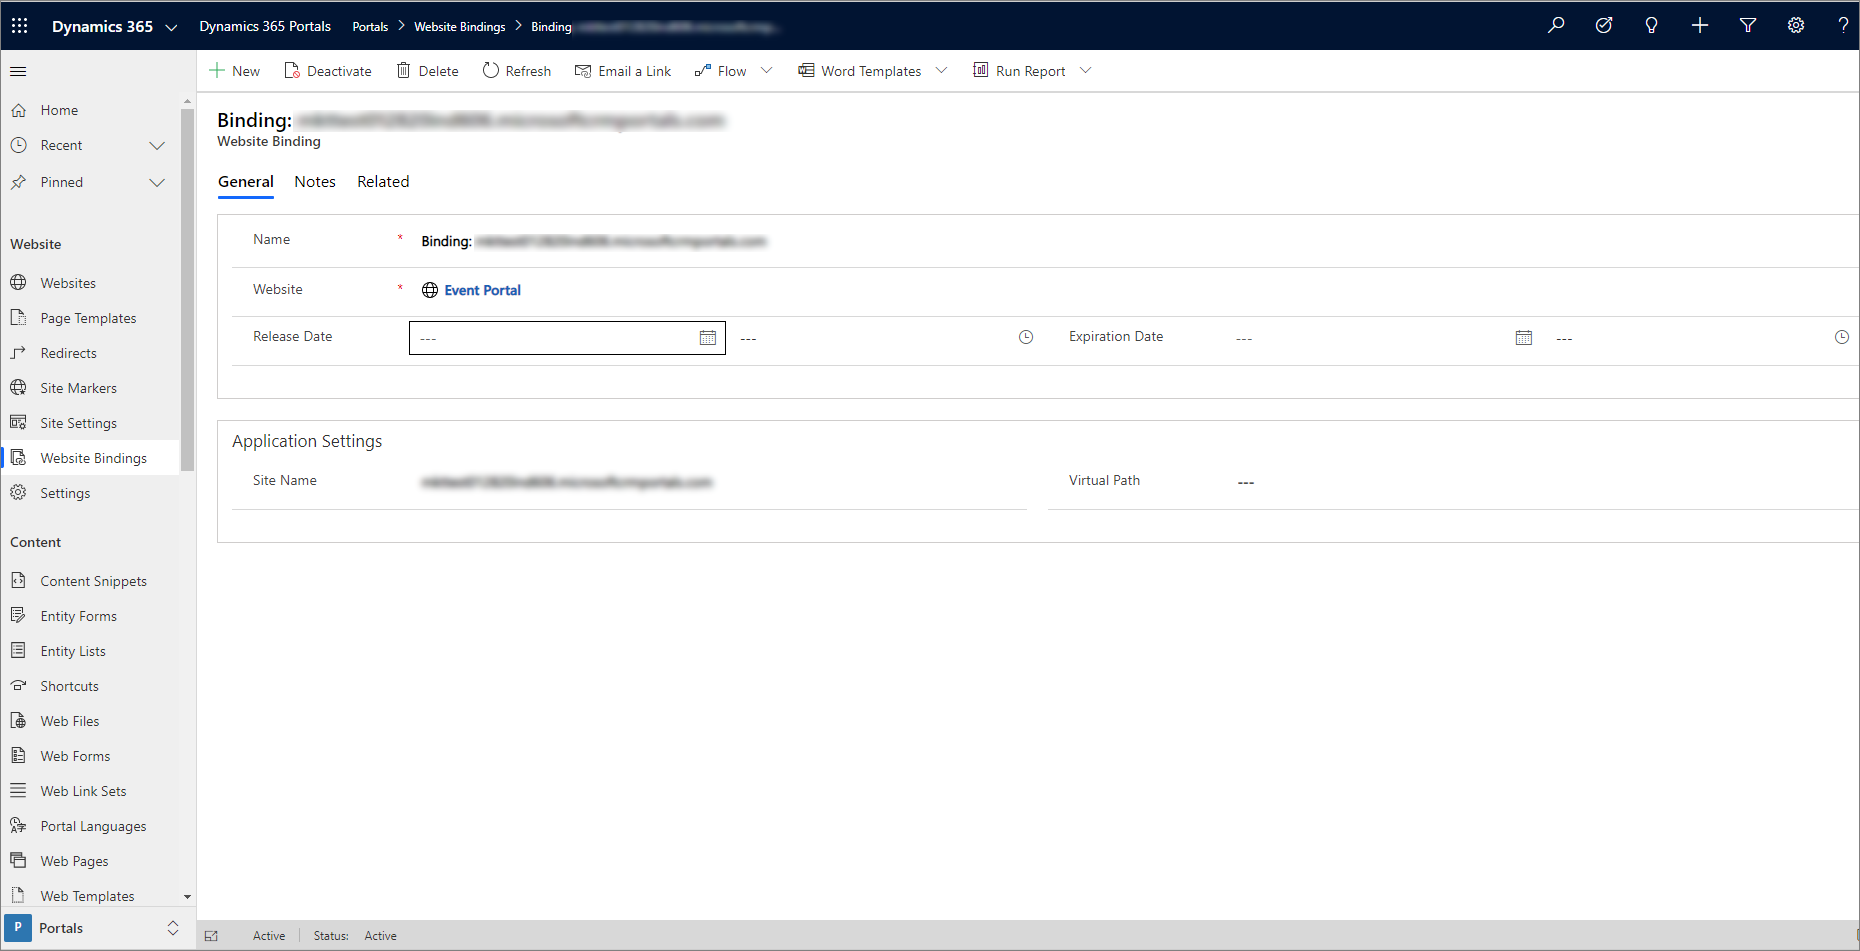 Dynamics 365 Dynamics 365 Portals Portals > Website Bindings > Binding ?
New Deactivate Delete Refresh Email a Link Flow Word Templates Run Report
Home
Recent
Pinned
Website
Websites
Page Templates
Redirects
Site Markers
Site Settings
Website Bindings
Settings
Content
Content Snippets
Entity Forms
Entity Lists
Shortcuts
Web Files
Web Forms
Web Link Sets
Portal Languages
Web Pages
Web Templates
P Portals
Binding:
Website Binding
General Notes Related
Name * Binding:
Website * Event Portal
Release Date --- --- Expiration Date --- ---
Application Settings
Site Name Virtual Path ---
Active Status: Active